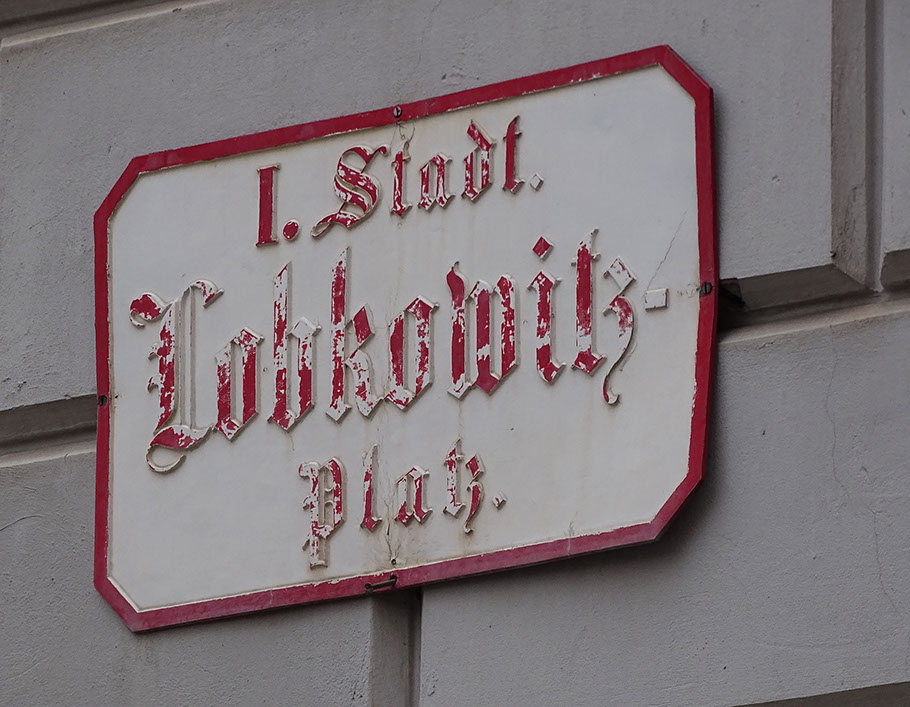 I. Stadt.
Lobkowitz-
Platz.